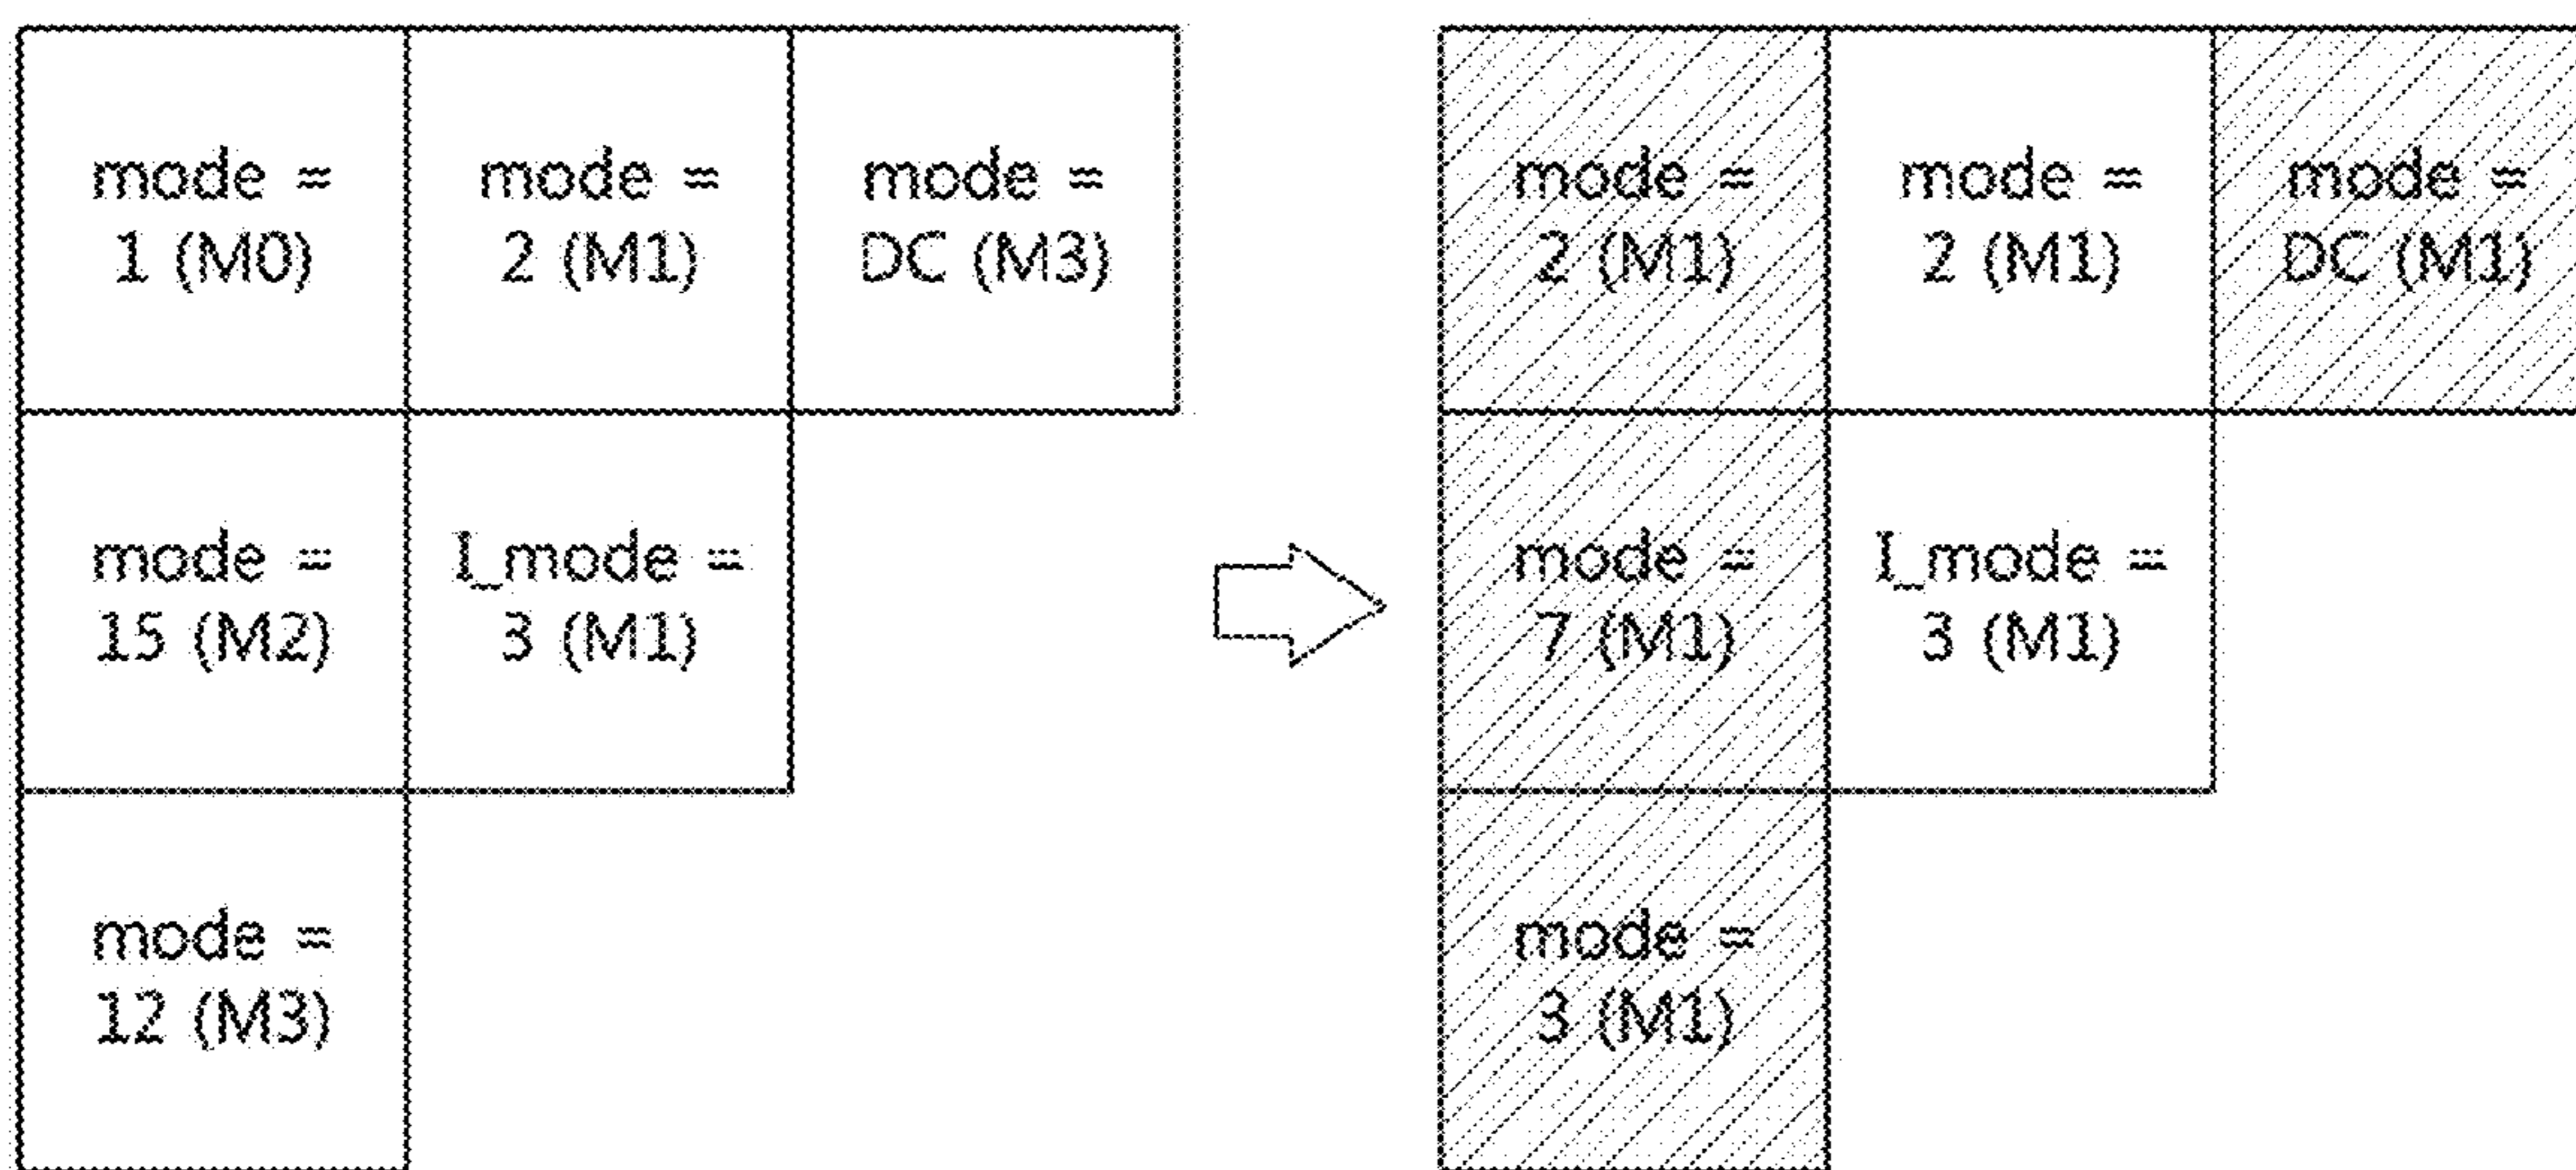 mode =
1 (M0)
mode =
2 (M1)
mode =
DC (M3)
mode =
15 (M2)
I_mode =
3 (M1)
mode =
12 (M3)
mode =
2 (M1)
mode =
2 (M1)
mode =
DC (M1)
mode =
7 (M1)
I_mode =
3 (M1)
mode =
3 (M1)